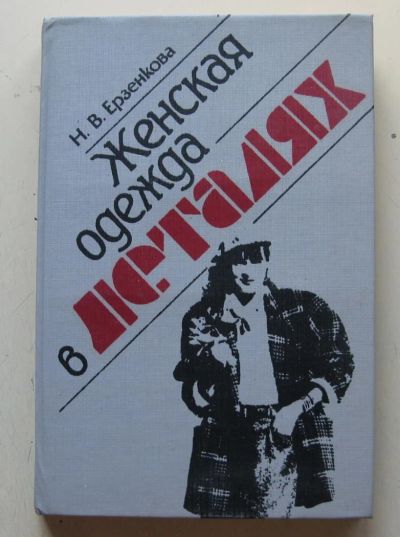 Н. В. Ерзенкова
Женская
одежда
в деталях